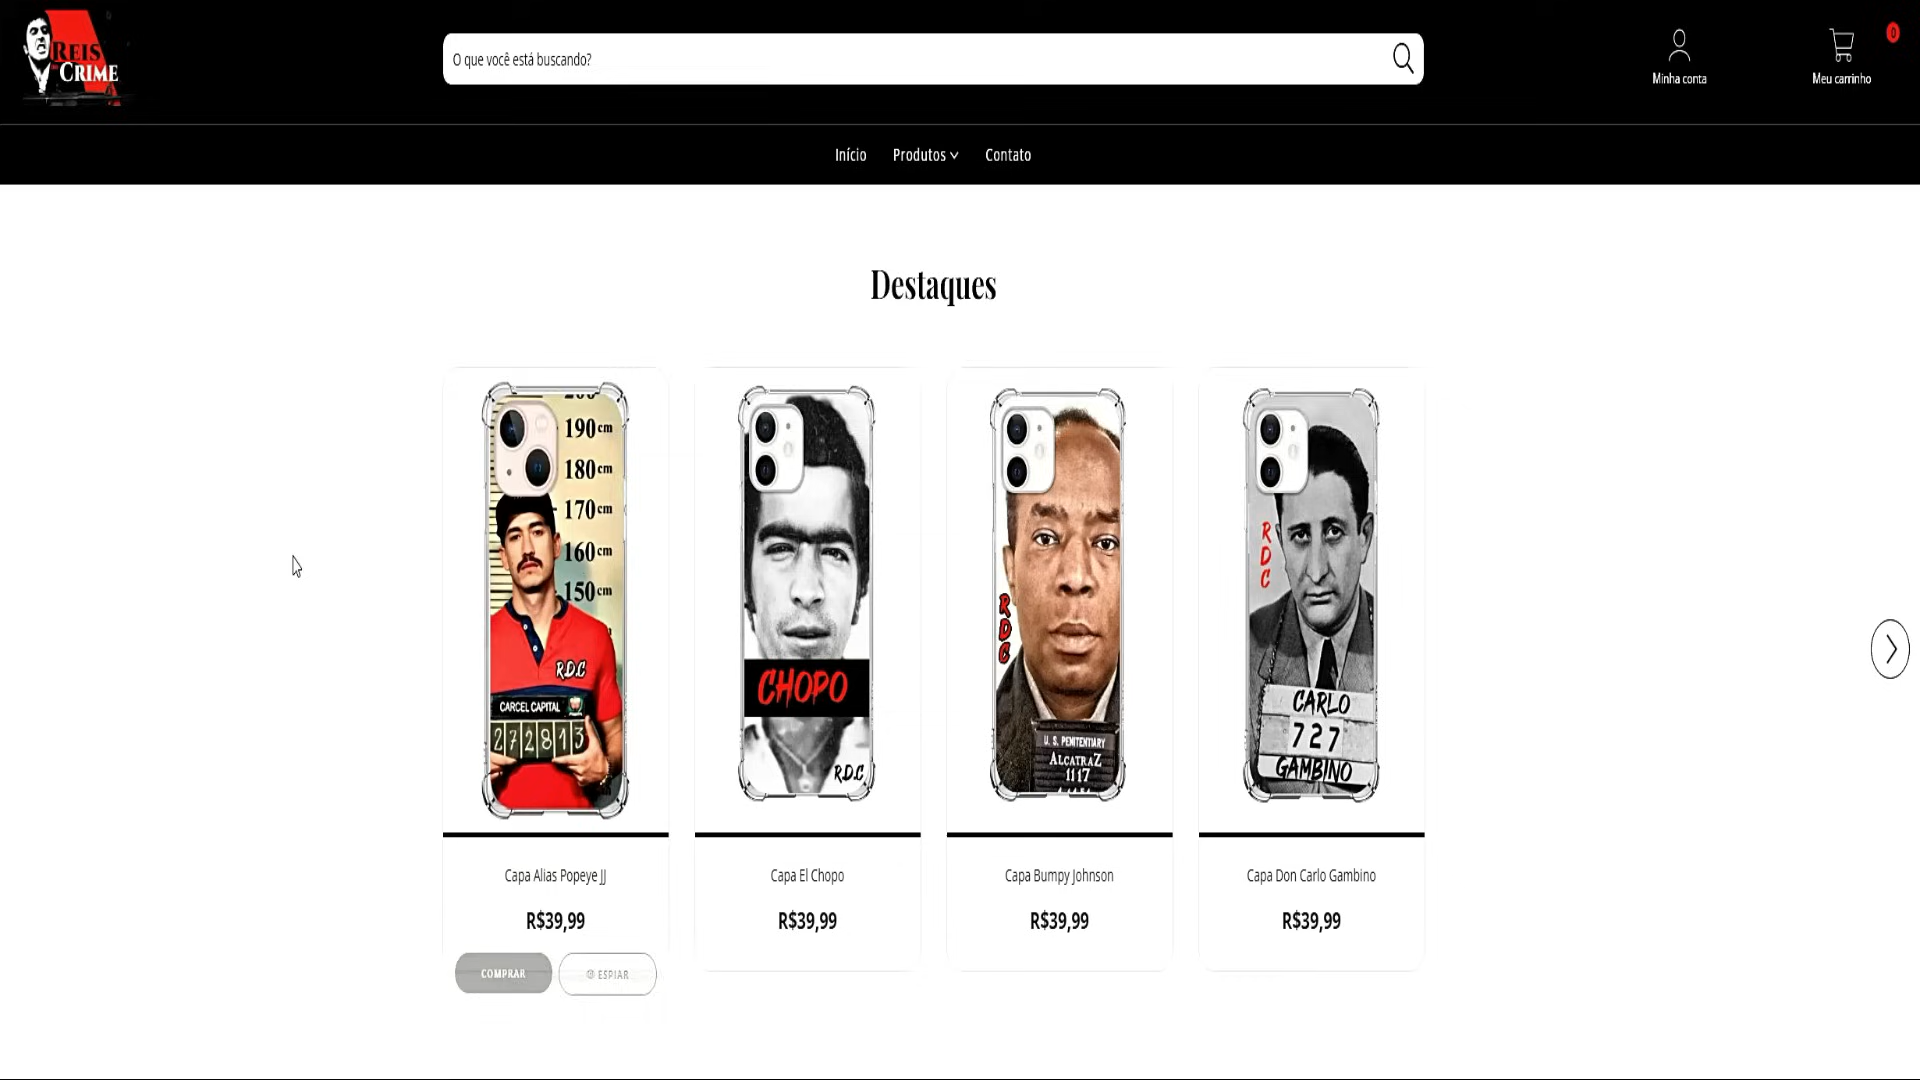 REIS
CRIME
O que você está buscando?
Minha conta
0
Meu carrinho
Início
Produtos
Contato
Destaques
200
190cm
180cm
170cm
160cm
150cm
R.D.C
CARCEL CAPITAL
272813
CHOPO
R.D.C
RDC
U. S. PENITENTIARY
ALCATRAZ
1117
RDC
CARLO
727
GAMBINO
Capa Alias Popeye JJ
R$39,99
COMPRAR
ESPIAR
Capa El Chopo
R$39,99
Capa Bumpy Johnson
R$39,99
Capa Don Carlo Gambino
R$39,99